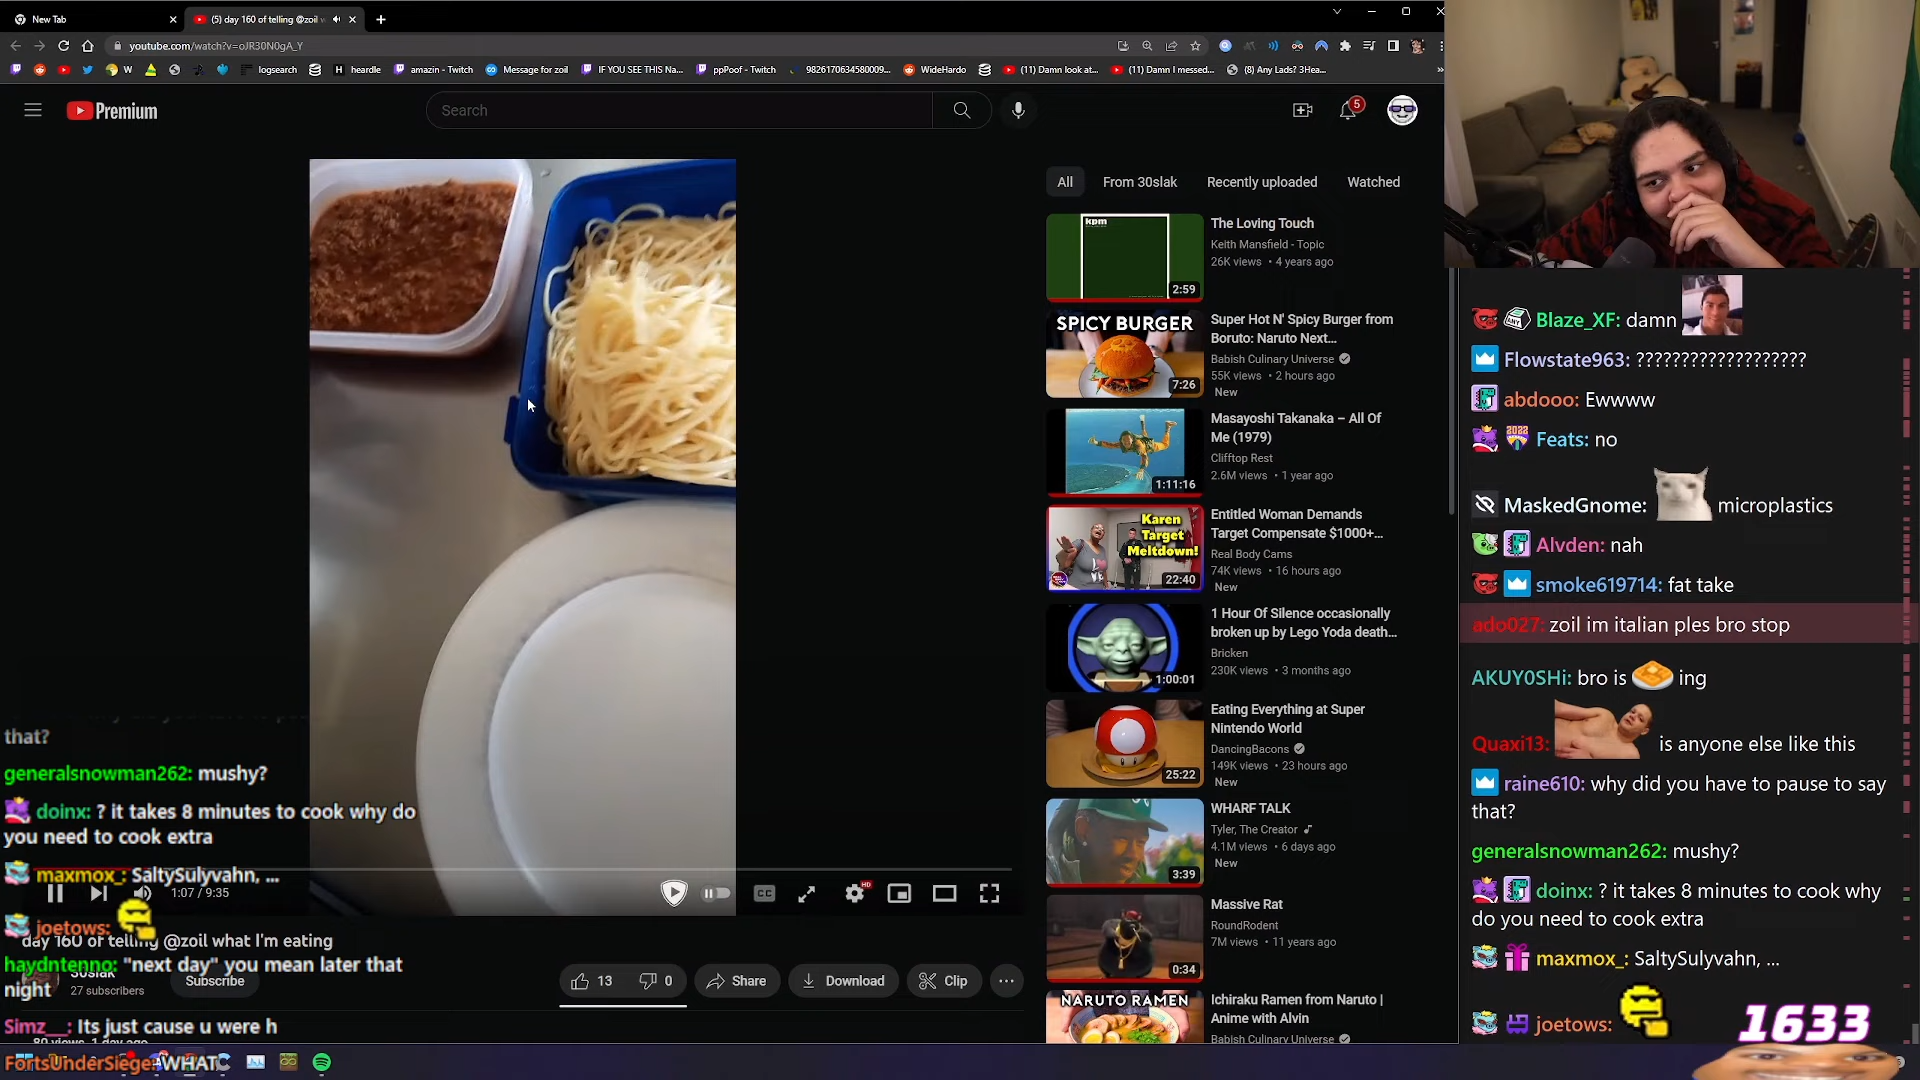 New Tab
(5) day 160 of telling @zoil w
youtube.com/watch?v=oJR30N0gA_Y
W
logsearch
heardle
amazin - Twitch
Message for zoil
IF YOU SEE THIS Na...
ppPoof - Twitch
9826170634580009...
WideHardo
(11) Damn look at...
(11) Damn I messed...
(8) Any Lads? 3Hea...
»
Premium
Search
5
All
From 30slak
Recently uploaded
Watched
kpm
2:59
The Loving Touch
Keith Mansfield - Topic
26K views • 4 years ago
SPICY BURGER
7:26
Super Hot N' Spicy Burger from
Boruto: Naruto Next...
Babish Culinary Universe
55K views • 2 hours ago
New
1:11:16
Masayoshi Takanaka – All Of
Me (1979)
Clifftop Rest
2.6M views • 1 year ago
Karen
Target
Meltdown!
22:40
Entitled Woman Demands
Target Compensate $1000+...
Real Body Cams
74K views • 16 hours ago
New
1:00:01
1 Hour Of Silence occasionally
broken up by Lego Yoda death...
Bricken
230K views • 3 months ago
25:22
Eating Everything at Super
Nintendo World
DancingBacons
149K views • 23 hours ago
New
3:39
WHARF TALK
Tyler, The Creator
4.1M views • 6 days ago
New
0:34
Massive Rat
RoundRodent
7M views • 11 years ago
NARUTO RAMEN
Ichiraku Ramen from Naruto |
Anime with Alvin
Babish Culinary Universe
that?
generalsnowman262: mushy?
doinx: ? it takes 8 minutes to cook why do
you need to cook extra
maxmox_: SaltySulyvahn, ...
1:07 / 9:35
CC
HD
joetows:
day 160 of telling @zoil what I'm eating
haydntenno: "next day" you mean later that
night
30slak
27 subscribers
Subscribe
13
0
Share
Download
Clip
Simz__: Its just cause u were h
80 views 1 day ago
FortsUnderSiege: WHAT
Blaze_XF: damn
Flowstate963: ???????????????????
abdooo: Ewwww
2022
Feats: no
MaskedGnome: microplastics
Alvden: nah
smoke619714: fat take
ado027: zoil im italian ples bro stop
AKUY0SHi: bro is ing
Quaxi13: is anyone else like this
raine610: why did you have to pause to say
that?
generalsnowman262: mushy?
doinx: ? it takes 8 minutes to cook why
do you need to cook extra
maxmox_: SaltySulyvahn, ...
joetows:
1633